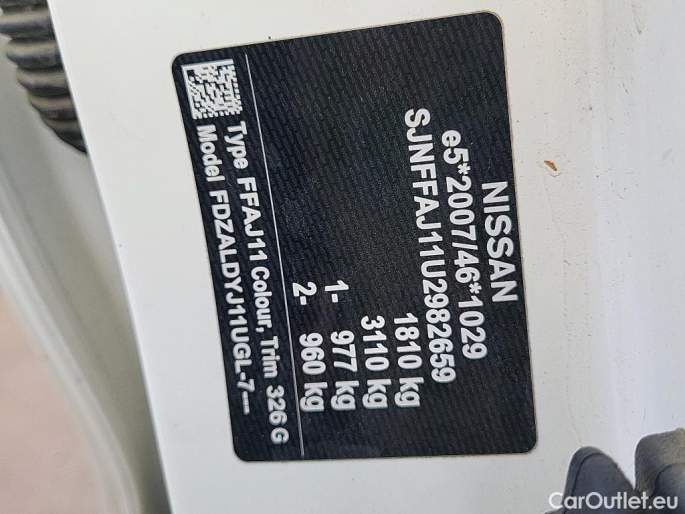 NISSAN
e5*2007/46*1029
SJNFFAJ11U2982659
1810 kg
3110 kg
1- 977 kg
2- 960 kg
Type FFAJ11 Colour, Trim 326 G
Model FDZALDYJ11UGL-7---
CarOutlet.eu